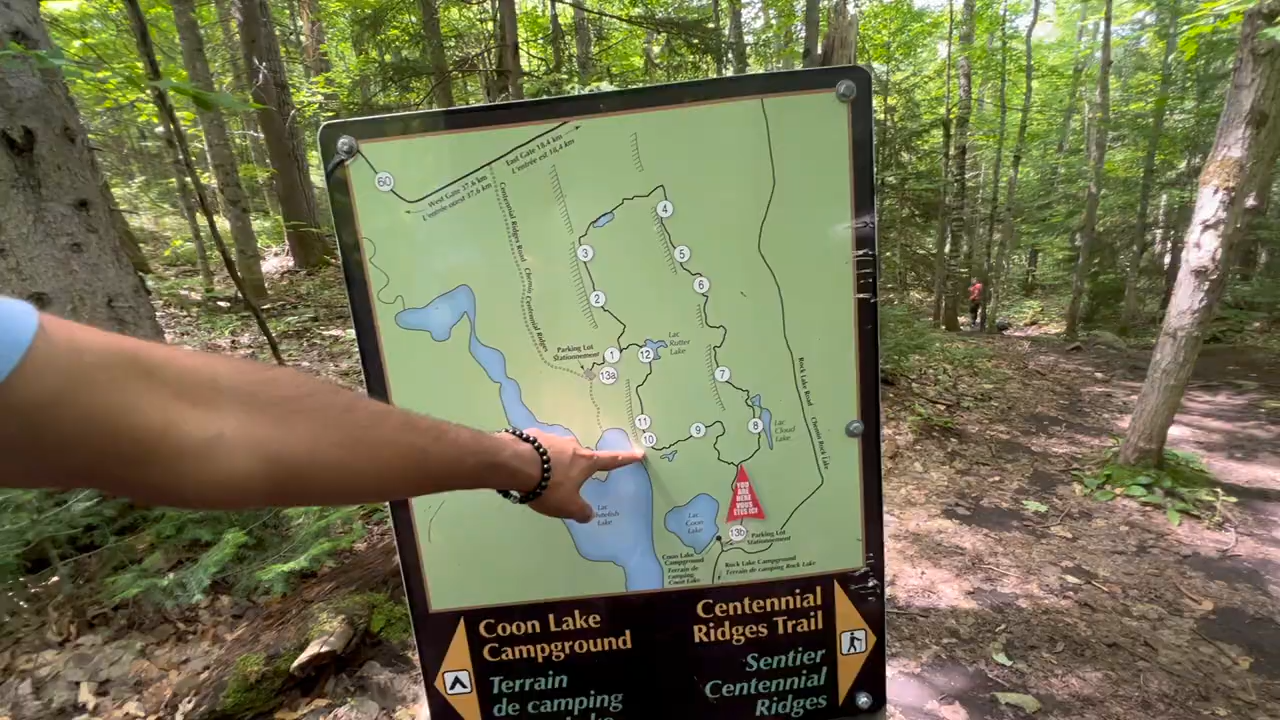 60
East Gate 18,4 km
L'entrée est 18,4 km
West Gate 37,6 km
L'entrée ouest 37,6 km
Centennial Ridges Road Chemin Centennial Ridges
4
3
5
6
2
Parking Lot
Stationnement
1
12
Lac
Rutter
Lake
13a
7
Rock Lake Road Chemin Rock Lake
11
10
9
8
Lac
Cloud
Lake
YOU
ARE
HERE
VOUS
ÊTES ICI
Lac
Lake
Lac
Coon
Lake
13b
Parking Lot
Stationnement
Coon Lake
Campground
Terrain de
camping
Coon Lake
Rock Lake Campground
Terrain de camping Rock Lake
Coon Lake
Campground
Terrain
de camping
Lake
Centennial
Ridges Trail
Sentier
Centennial
Ridges